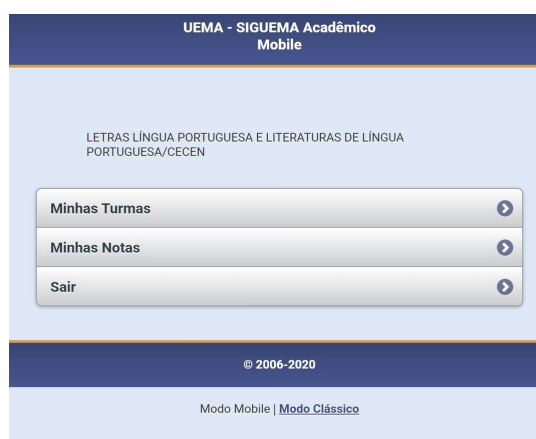 UEMA - SIGUEMA Acadêmico
Mobile
LETRAS LÍNGUA PORTUGUESA E LITERATURAS DE LÍNGUA
PORTUGUESA/CECEN
Minhas Turmas
Minhas Notas
Sair
© 2006-2020
Modo Mobile | Modo Clássico